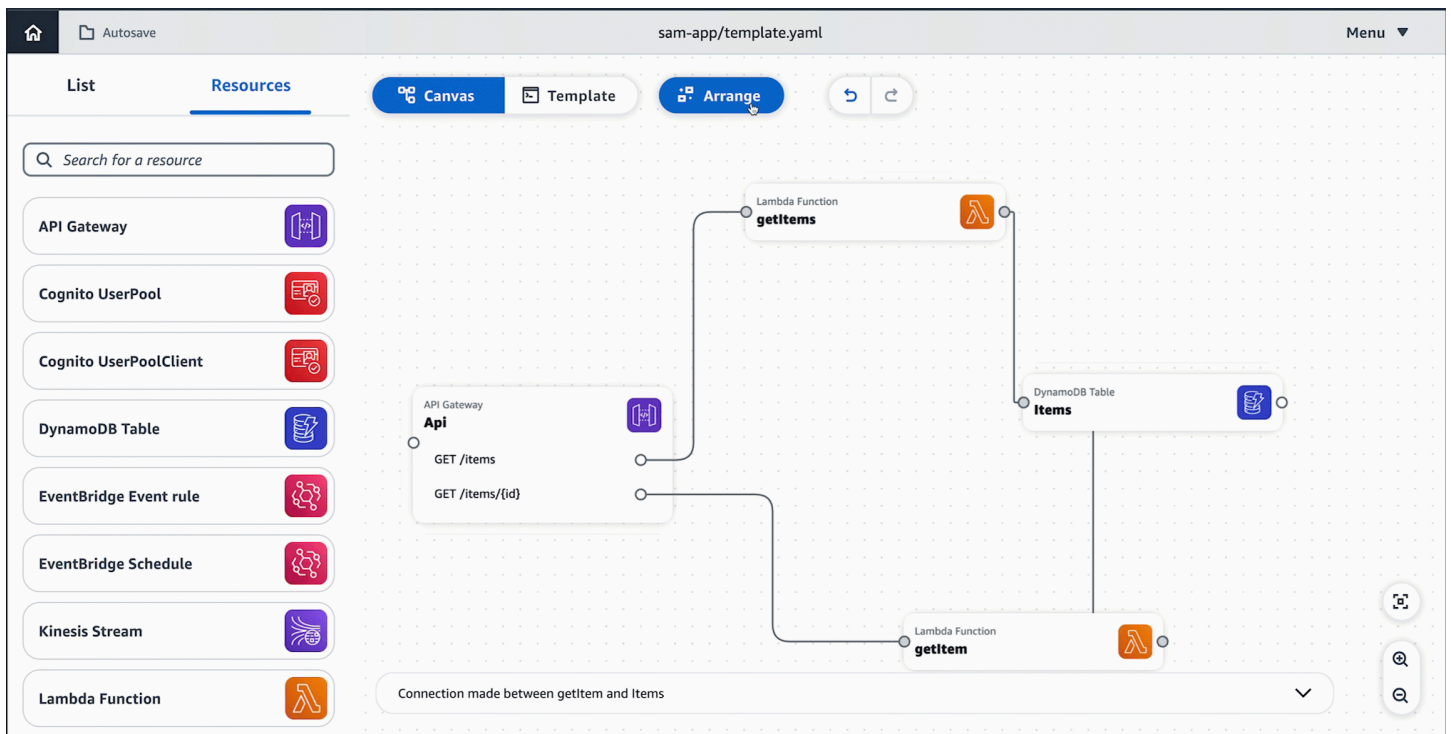 Autosave
sam-app/template.yaml
Menu
List
Resources
Canvas
Template
Arrange
Search for a resource
API Gateway
Cognito UserPool
Cognito UserPoolClient
DynamoDB Table
EventBridge Event rule
EventBridge Schedule
Kinesis Stream
Lambda Function
Lambda Function
getItems
API Gateway
Api
GET /items
GET /items/{id}
DynamoDB Table
Items
Lambda Function
getItem
Connection made between getItem and Items